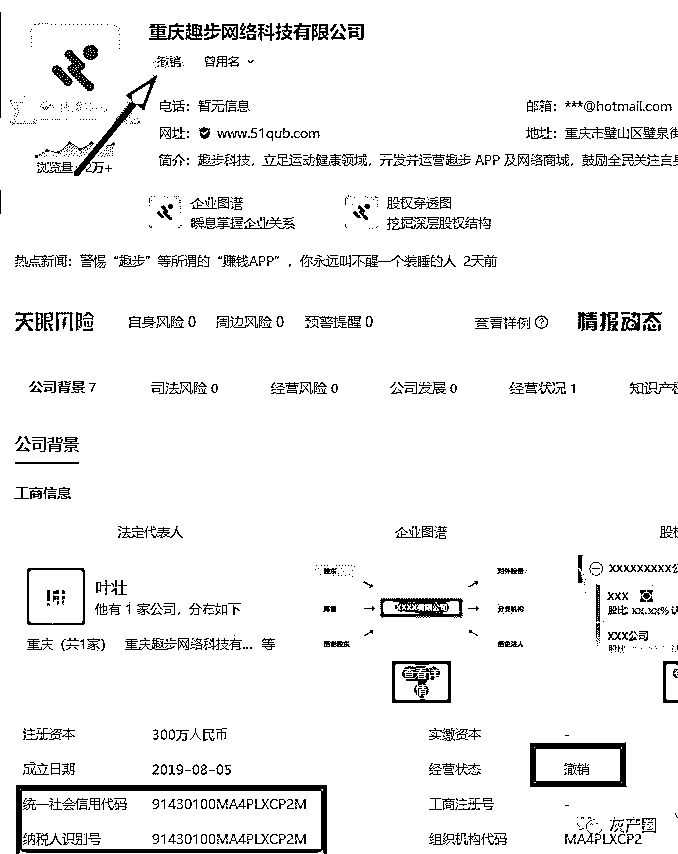 重庆趣步网络科技有限公司
撤销 曾用名
电话: 暂无信息 邮箱: ***@hotmail.com
网址: www.51qub.com 地址: 重庆市璧山区璧泉街
浏览量 2万+ 简介: 趣步科技，立足运动健康领域，开发并运营趣步 APP 及网络商城，鼓励全民关注自身
企业图谱 股权穿透图
瞬息掌握企业关系 挖掘深层股权结构
热点新闻: 警惕“趣步”等所谓的“赚钱APP”，你永远叫不醒一个装睡的人 2天前
天眼风险 自身风险 0 周边风险 0 预警提醒 0 查看样例 ? 情报动态
公司背景 7 司法风险 0 经营风险 0 公司发展 0 经营状况 1 知识产权
公司背景
工商信息
法定代表人 企业图谱 股权
叶壮
他有 1 家公司，分布如下
重庆（共1家） 重庆趣步网络科技有... 等
股东 对外投资
高管 XXXX有限公司 分支机构
历史股东 历史法人
查看详情
XXXXXXXXX公
XXX
股比: XX.XX%
XXX公司
注册资本 300万人民币 实缴资本 -
成立日期 2019-08-05 经营状态 撤销
统一社会信用代码 91430100MA4PLXCP2M 工商注册号 -
纳税人识别号 91430100MA4PLXCP2M 组织机构代码 MA4PLXCP2
灰产圈